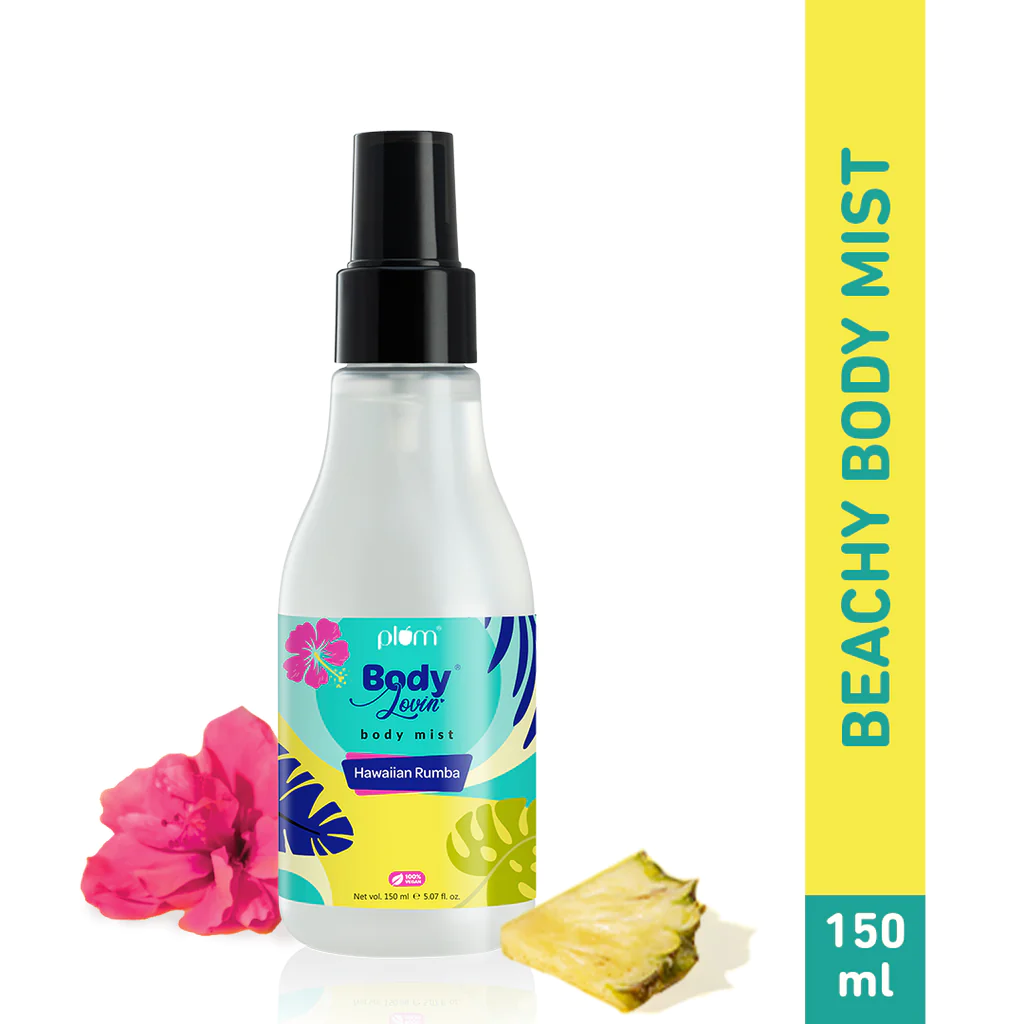 plum®
Body®
Lovin'
body mist
Hawaiian Rumba
100%
VEGAN
Net vol. 150 ml ℮ 5.07 fl. oz.
BEACHY BODY MIST
150
ml